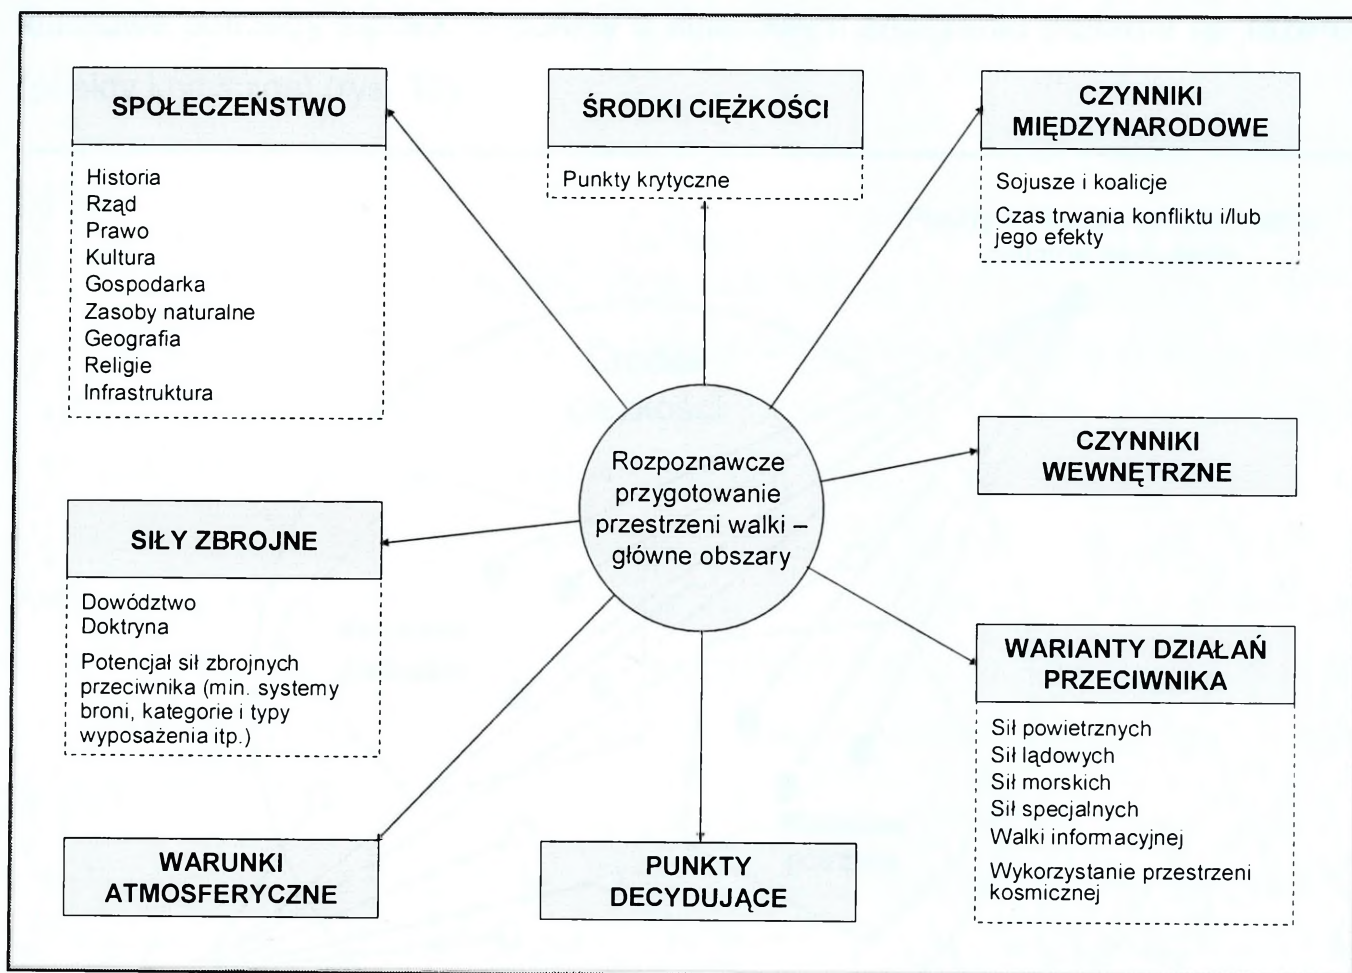 SPOŁECZEŃSTWO
Historia
Rząd
Prawo
Kultura
Gospodarka
Zasoby naturalne
Geografia
Religie
Infrastruktura
ŚRODKI CIĘŻKOŚCI
Punkty krytyczne
CZYNNIKI
MIĘDZYNARODOWE
Sojusze i koalicje
Czas trwania konfliktu i/lub
jego efekty
Rozpoznawcze
przygotowanie
przestrzeni walki –
główne obszary
CZYNNIKI
WEWNĘTRZNE
SIŁY ZBROJNE
Dowództwo
Doktryna
Potencjał sił zbrojnych
przeciwnika (min. systemy
broni, kategorie i typy
wyposażenia itp.)
WARIANTY DZIAŁAŃ
PRZECIWNIKA
Sił powietrznych
Sił lądowych
Sił morskich
Sił specjalnych
Walki informacyjnej
Wykorzystanie przestrzeni
kosmicznej
WARUNKI
ATMOSFERYCZNE
PUNKTY
DECYDUJĄCE